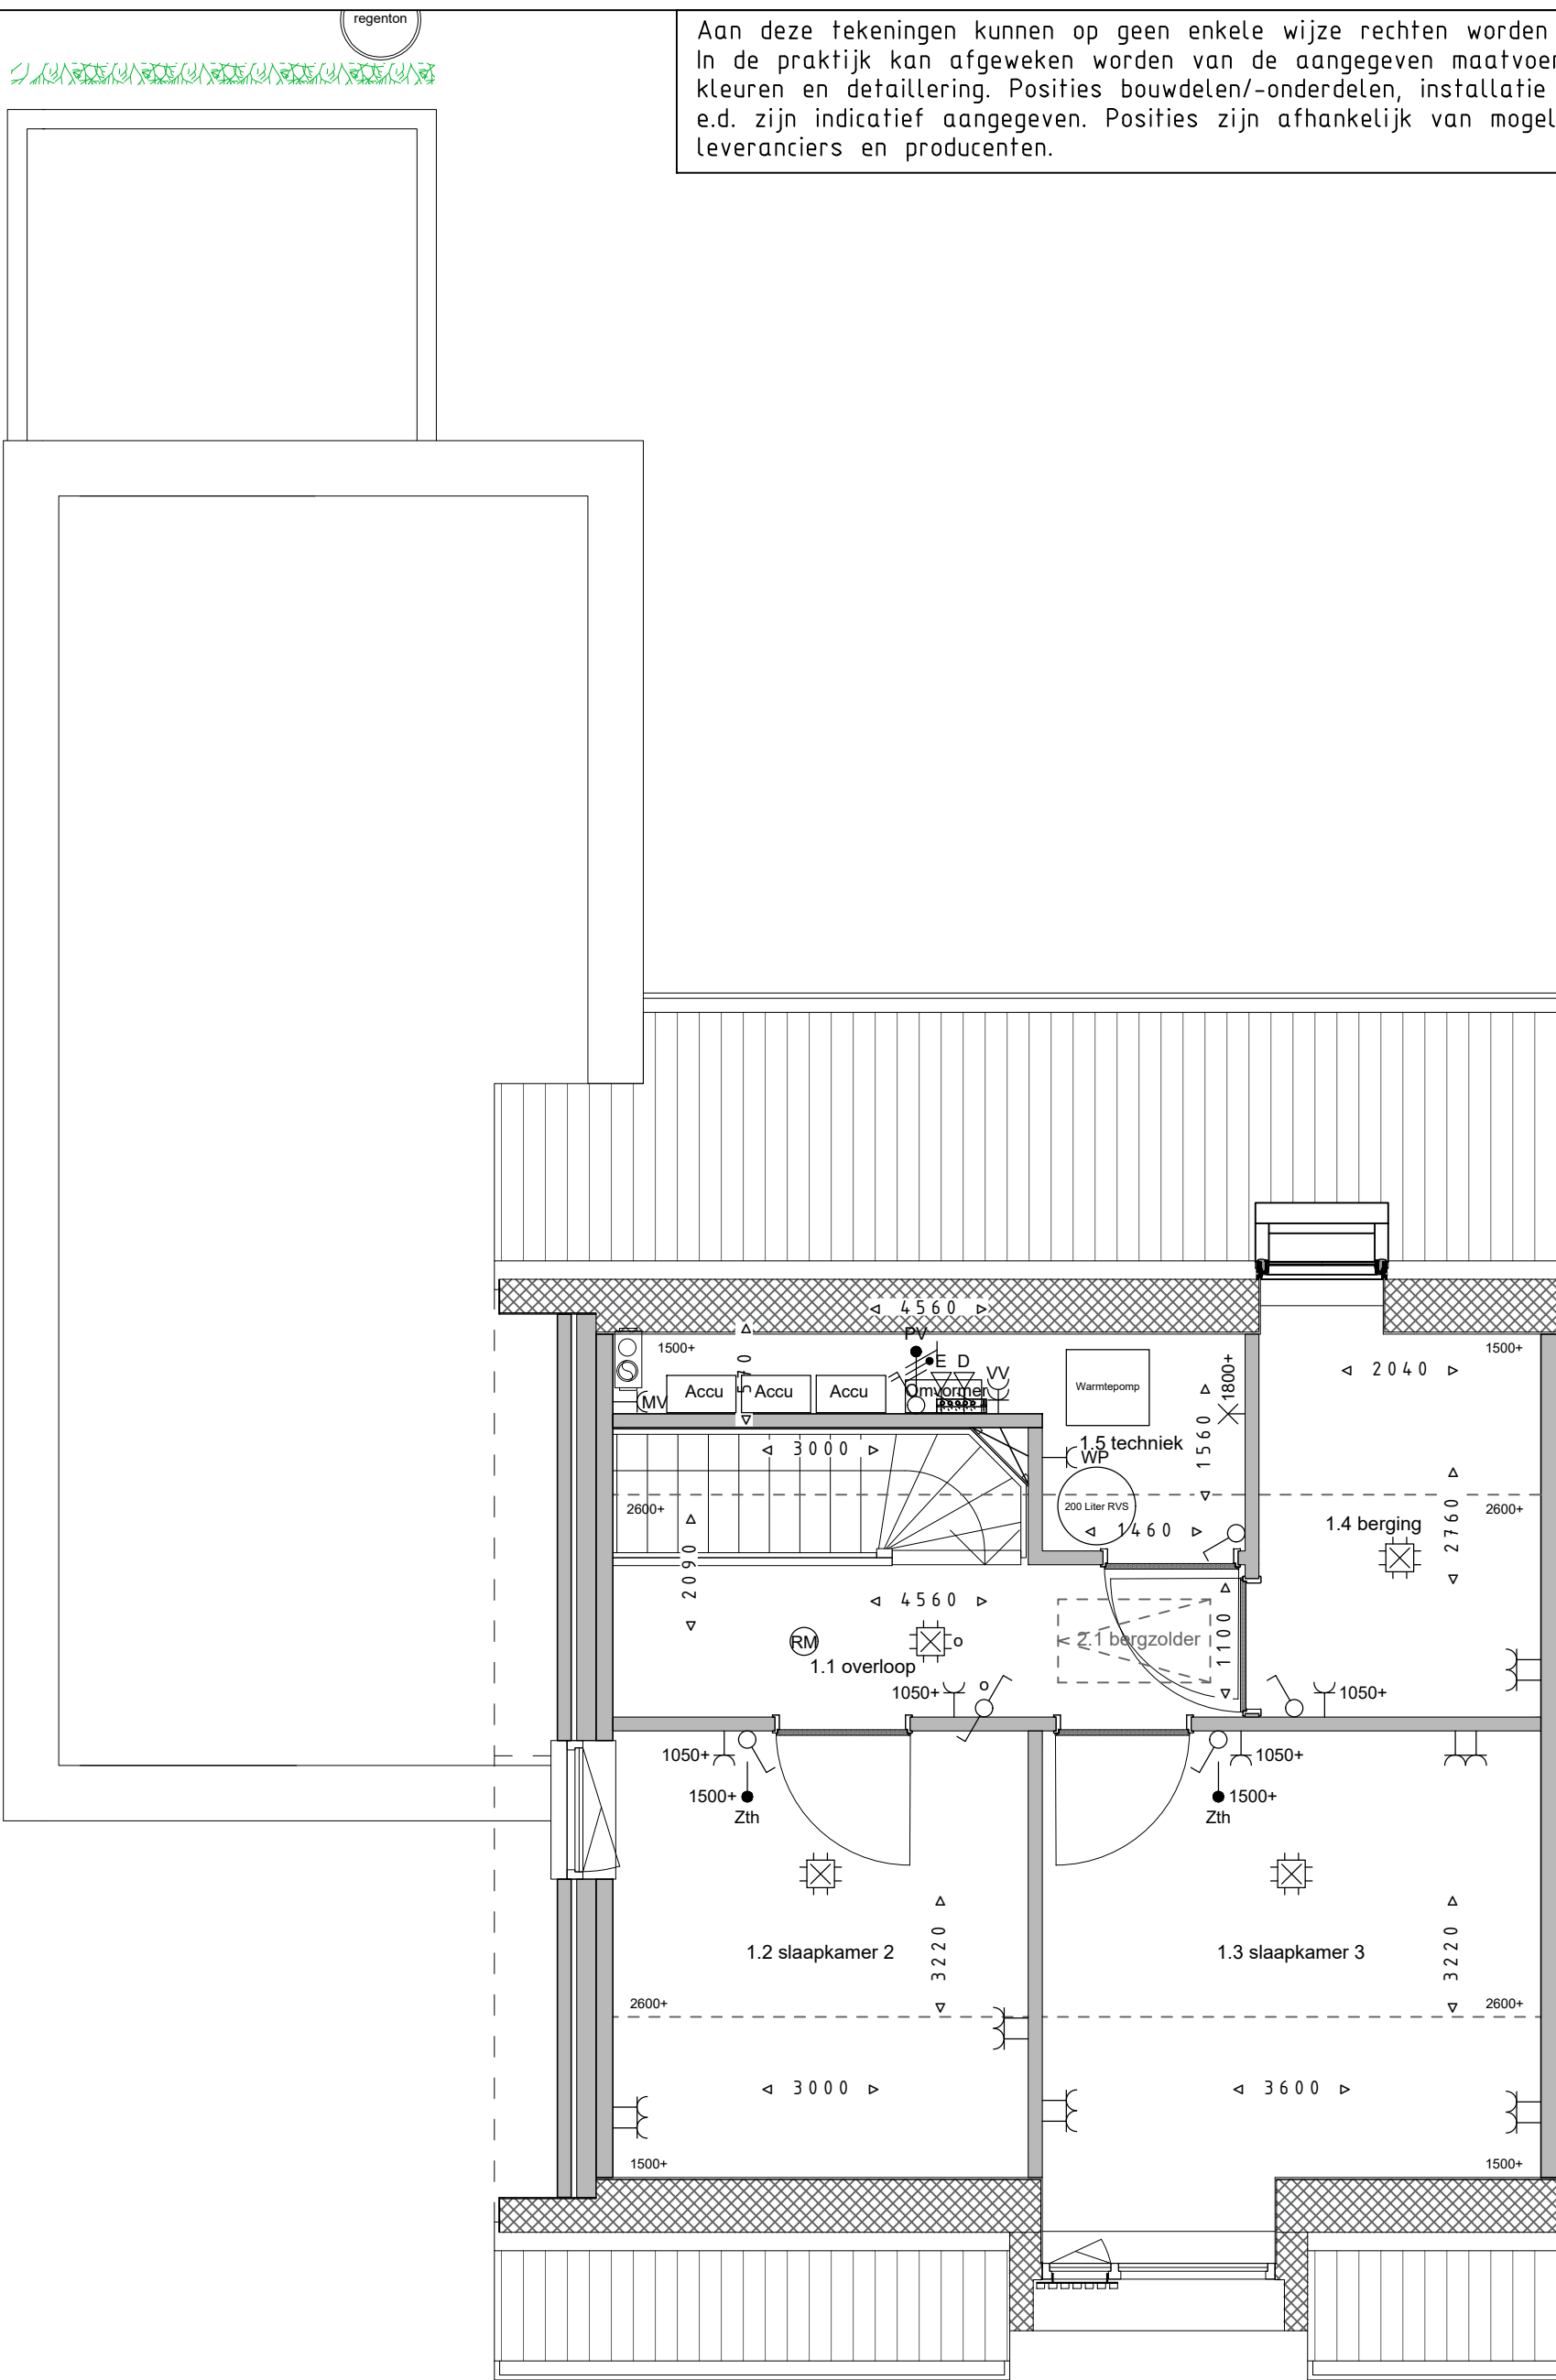 regenton
Aan deze tekeningen kunnen op geen enkele wijze rechten worden
In de praktijk kan afgeweken worden van de aangegeven maatvoer
kleuren en detaillering. Posities bouwdelen/-onderdelen, installatie
e.d. zijn indicatief aangegeven. Posities zijn afhankelijk van mogel
leveranciers en producenten.
4560
PV
1500+
570
E D
VV
MV
Accu
Accu
Accu
Omvormer
Warmtepomp
1800+
2040
1500+
3000
1.5 techniek
WP
1560
2600+
200 Liter RVS
1460
2090
1.4 berging
2760
2600+
4560
RM
o
1.1 overloop
2.1 bergzolder
1100
1050+
o
1050+
1050+
1500+
Zth
1050+
1500+
Zth
1.2 slaapkamer 2
3220
1.3 slaapkamer 3
3220
2600+
2600+
3000
3600
1500+
1500+